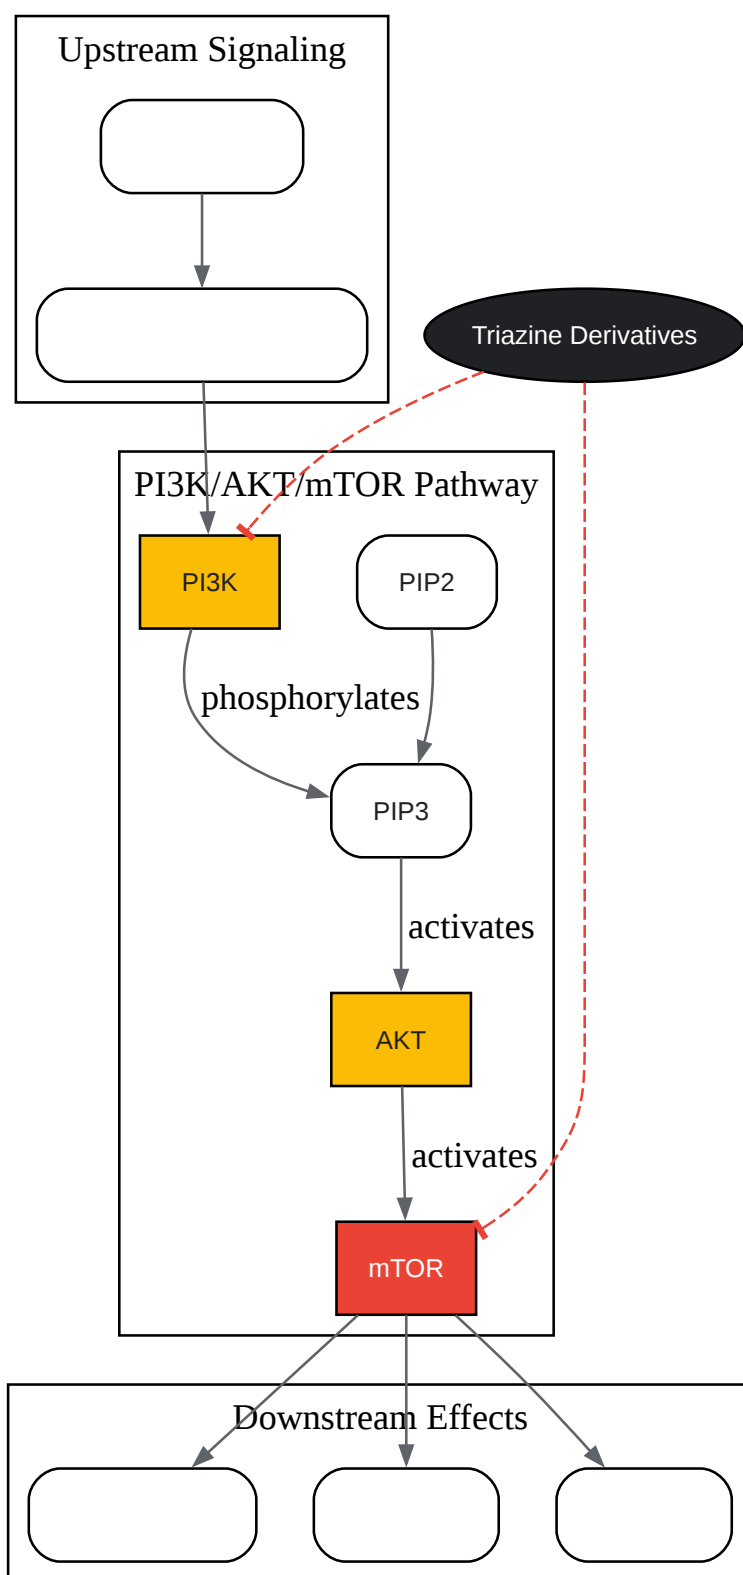 Upstream Signaling
Triazine Derivatives
PI3K/AKT/mTOR Pathway
PI3K
PIP2
phosphorylates
PIP3
activates
AKT
activates
mTOR
Downstream Effects